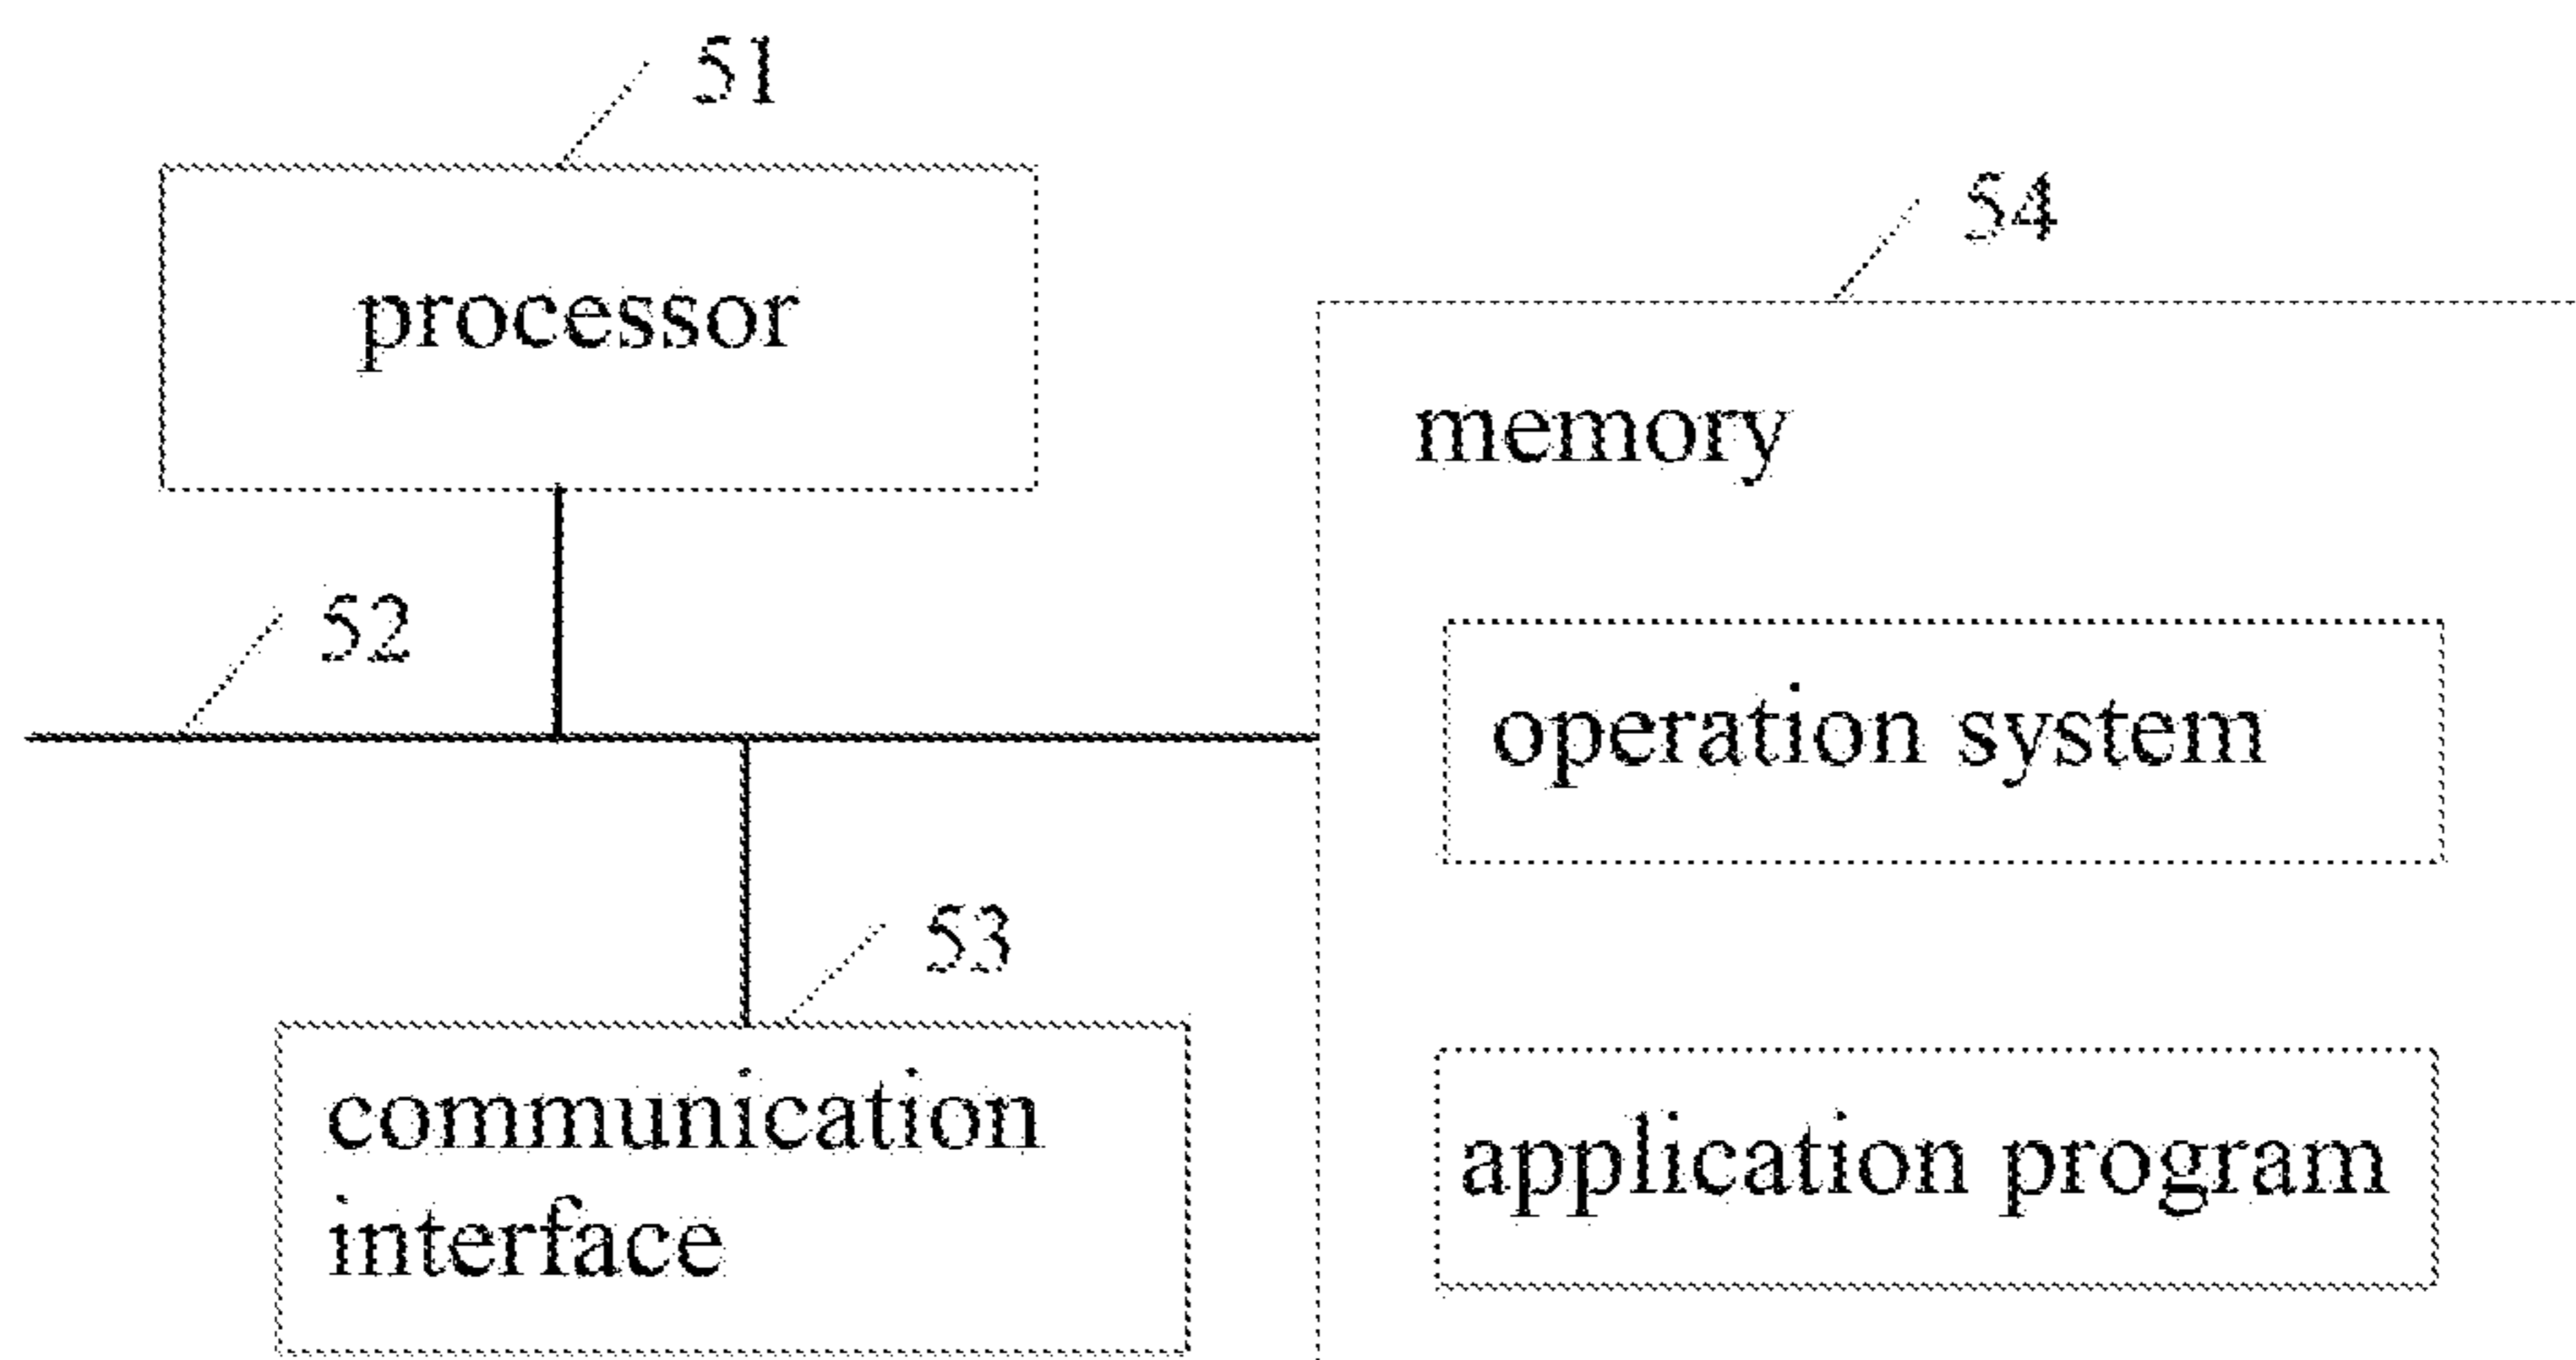 51
processor
54
memory
52
operation system
53
communication
interface
application program